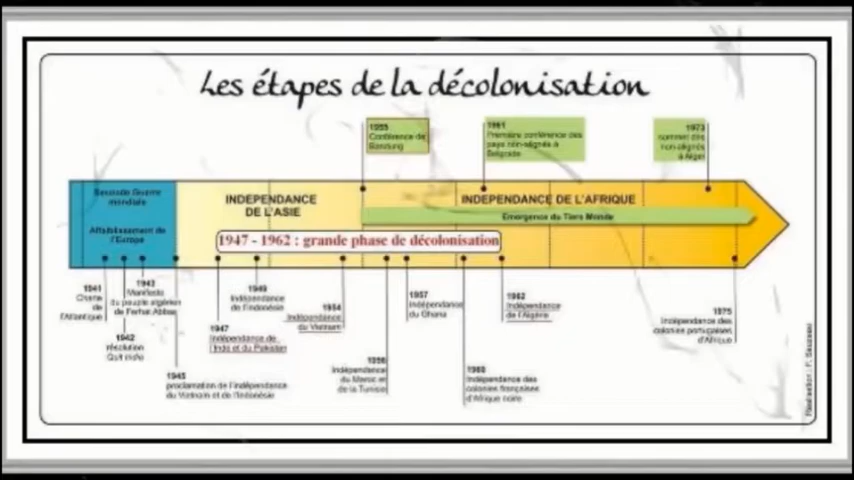 Les étapes de la décolonisation
1955
Conférence de
Bandung
1961
Première conférence des
pays non-alignés à
Belgrade
1973
sommet des
non-alignés
à Alger
Seconde Guerre
mondiale
Affaiblissement de
l'Europe
INDEPENDANCE
DE L'ASIE
INDEPENDANCE DE L'AFRIQUE
Emergence du Tiers Monde
1947 - 1962 : grande phase de décolonisation
1941
Charte
de
l'Atlantique
1942
résolution
Quit India
1943
Manifeste
du peuple algérien
de Ferhat Abbas
1945
proclamation de l'indépendance
du Vietnam et de l'Indonésie
1947
Indépendance de
l'Inde et du Pakistan
1949
Indépendance
de l'Indonésie
1954
Indépendance
du Vietnam
1956
Indépendance
du Maroc et
de la Tunisie
1957
Indépendance
du Ghana
1960
Indépendance des
colonies françaises
d'Afrique noire
1962
Indépendance
de l'Algérie
1975
Indépendance des
colonies portugaises
d'Afrique
Réalisation : F.